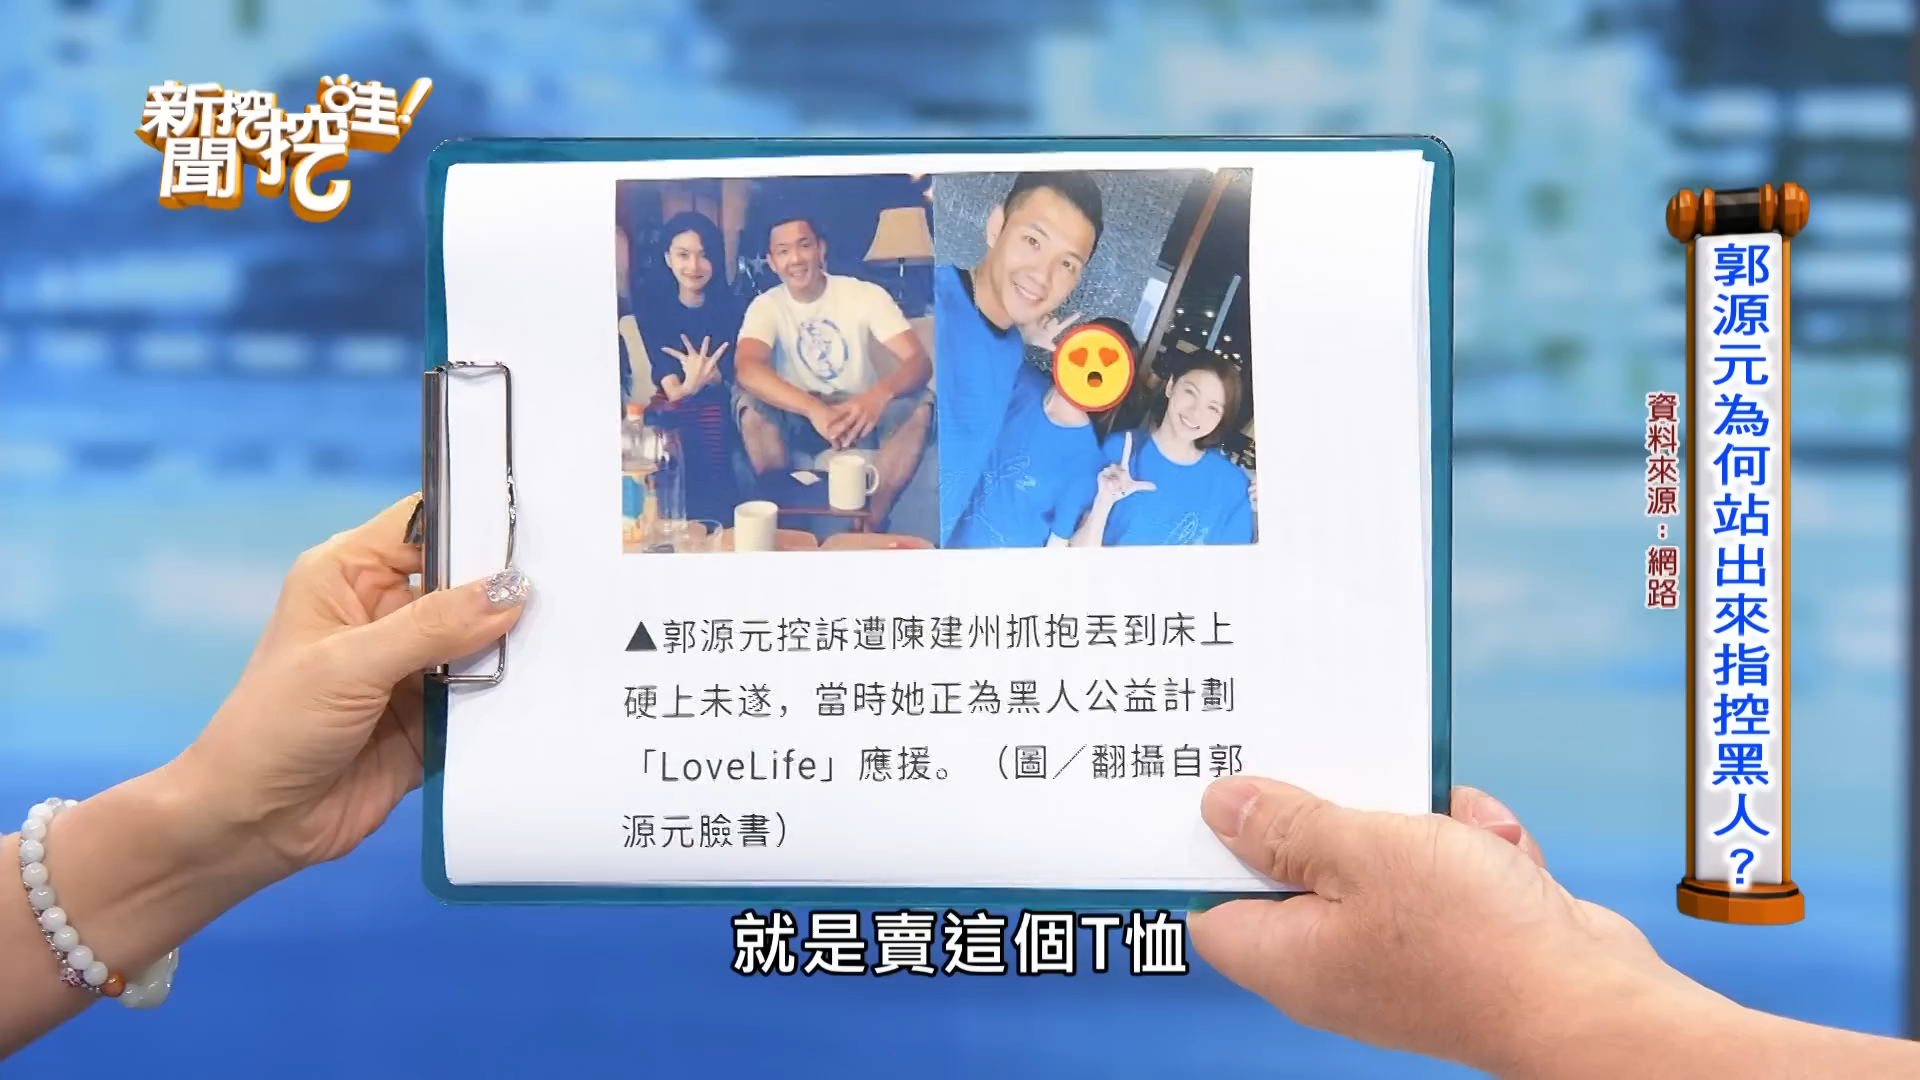 新聞挖挖哇!
▲郭源元控訴遭陳建州抓抱丟到床上
硬上未遂，當時她正為黑人公益計劃
「LoveLife」應援。（圖／翻攝自郭
源元臉書）
郭源元為何站出來指控黑人？
資料來源：網路
就是賣這個T恤